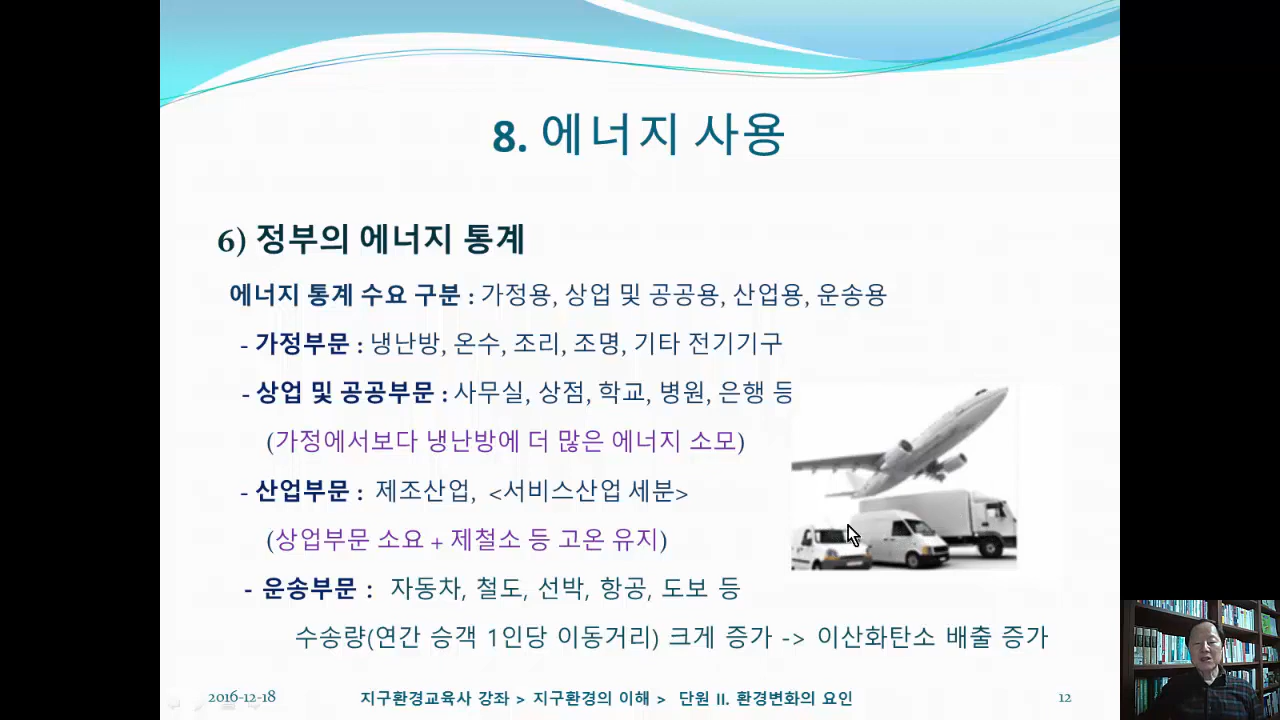 8. 에너지 사용
6) 정부의 에너지 통계
에너지 통계 수요 구분 : 가정용, 상업 및 공공용, 산업용, 운송용
- 가정부문 : 냉난방, 온수, 조리, 조명, 기타 전기기구
- 상업 및 공공부문 : 사무실, 상점, 학교, 병원, 은행 등
(가정에서보다 냉난방에 더 많은 에너지 소모)
- 산업부문 : 제조산업, <서비스산업 세분>
(상업부문 소요 + 제철소 등 고온 유지)
- 운송부문 : 자동차, 철도, 선박, 항공, 도보 등
수송량(연간 승객 1인당 이동거리) 크게 증가 -> 이산화탄소 배출 증가
2016-12-18 지구환경교육사 강좌 > 지구환경의 이해 > 단원 II. 환경변화의 요인 12